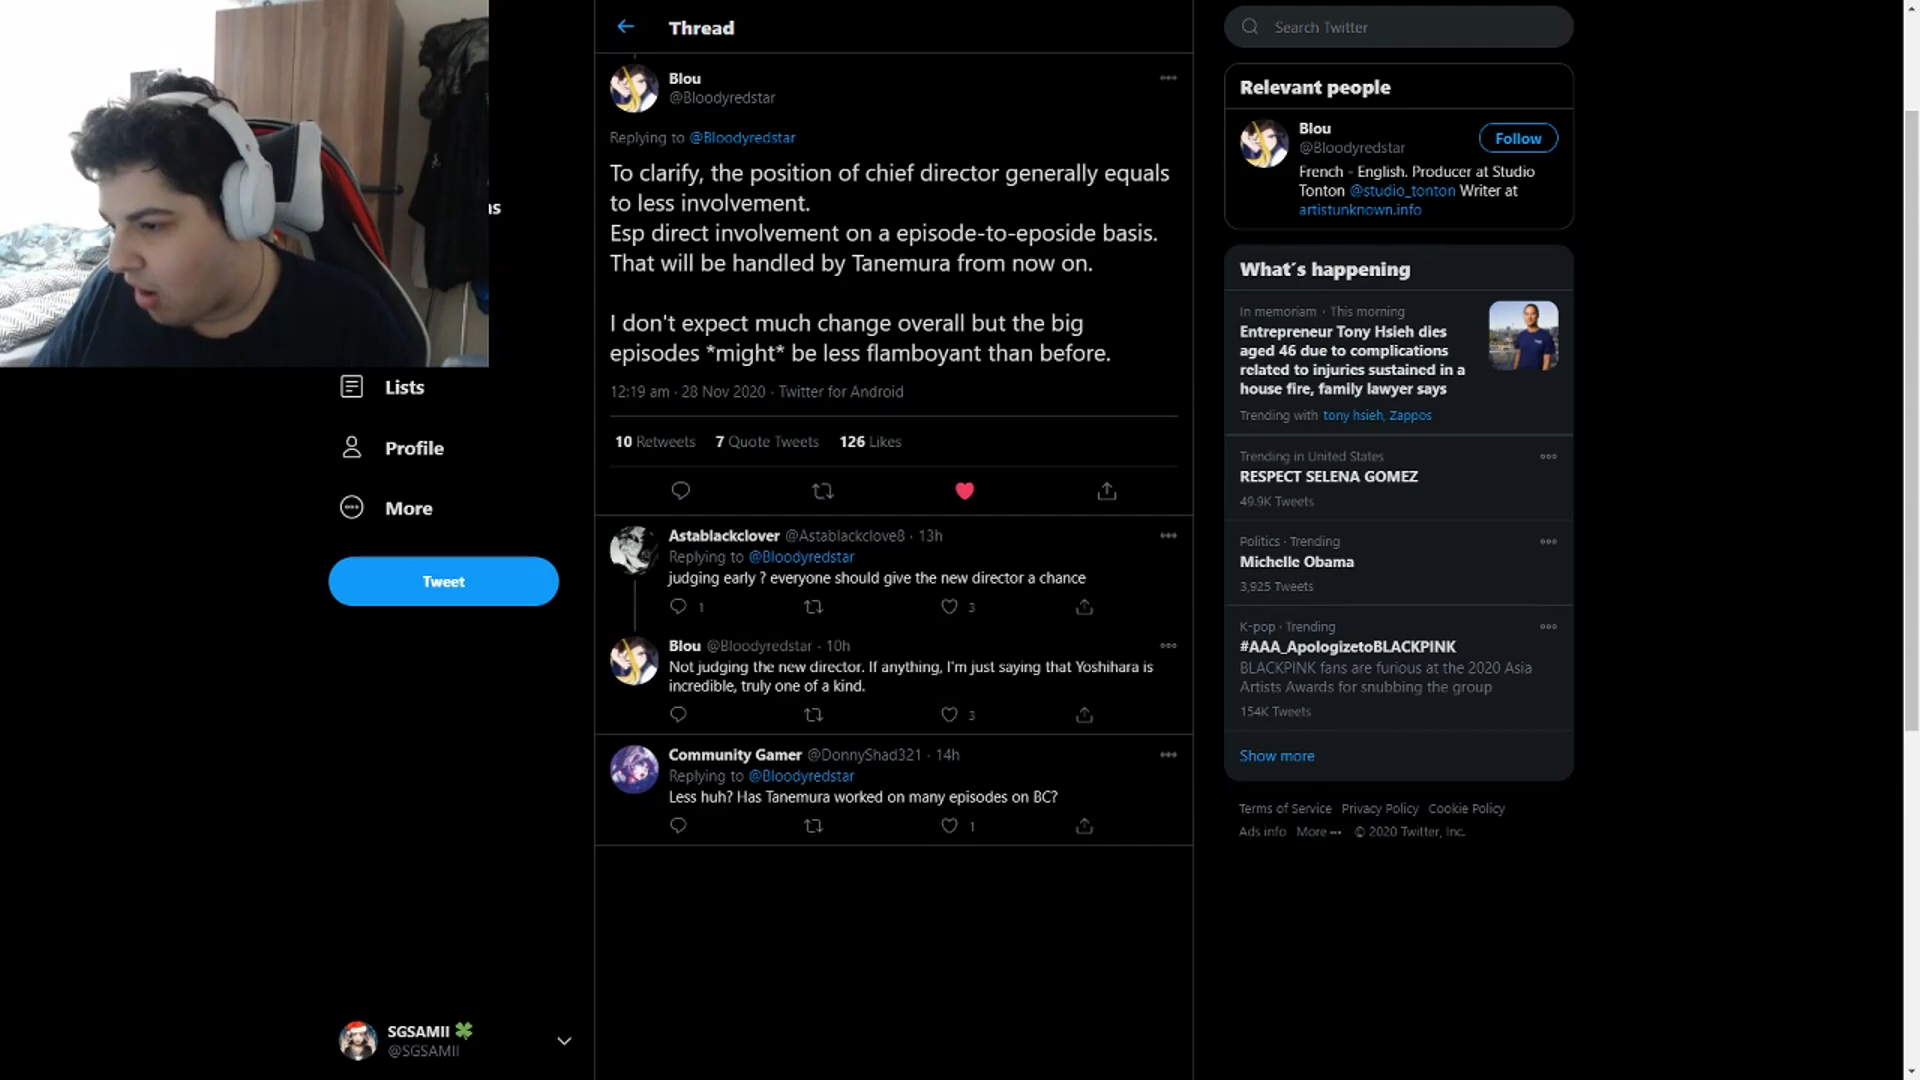 Thread
Blou
@Bloodyredstar
Replying to @Bloodyredstar
To clarify, the position of chief director generally equals
to less involvement.
Esp direct involvement on a episode-to-eposide basis.
That will be handled by Tanemura from now on.
I don't expect much change overall but the big
episodes *might* be less flamboyant than before.
12:19 am · 28 Nov 2020 · Twitter for Android
10 Retweets 7 Quote Tweets 126 Likes
Astablackclover @Astablackclove8 · 13h
Replying to @Bloodyredstar
judging early ? everyone should give the new director a chance
1 3
Blou @Bloodyredstar · 10h
Not judging the new director. If anything, I'm just saying that Yoshihara is
incredible, truly one of a kind.
3
Community Gamer @DonnyShad321 · 14h
Replying to @Bloodyredstar
Less huh? Has Tanemura worked on many episodes on BC?
1
ns
Lists
Profile
More
Tweet
SGSAMII
@SGSAMII
Search Twitter
Relevant people
Blou
@Bloodyredstar
Follow
French - English. Producer at Studio
Tonton @studio_tonton Writer at
artistunknown.info
What's happening
In memoriam · This morning
Entrepreneur Tony Hsieh dies
aged 46 due to complications
related to injuries sustained in a
house fire, family lawyer says
Trending with tony hsieh, Zappos
Trending in United States
RESPECT SELENA GOMEZ
49.9K Tweets
Politics · Trending
Michelle Obama
3,925 Tweets
K-pop · Trending
#AAA_ApologizetoBLACKPINK
BLACKPINK fans are furious at the 2020 Asia
Artists Awards for snubbing the group
154K Tweets
Show more
Terms of Service Privacy Policy Cookie Policy
Ads info More ••• © 2020 Twitter, Inc.